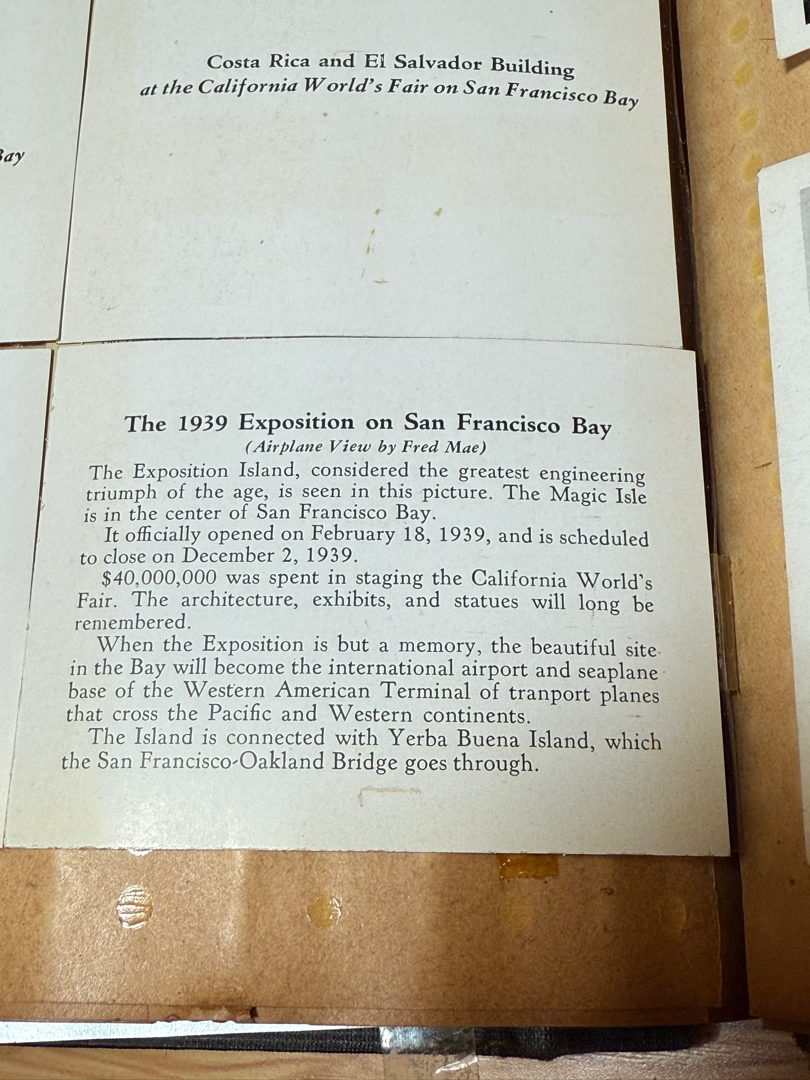 Costa Rica and El Salvador Building
at the California World's Fair on San Francisco Bay
Bay
The 1939 Exposition on San Francisco Bay
(Airplane View by Fred Mae)
The Exposition Island, considered the greatest engineering
triumph of the age, is seen in this picture. The Magic Isle
is in the center of San Francisco Bay.
It officially opened on February 18, 1939, and is scheduled
to close on December 2, 1939.
$40,000,000 was spent in staging the California World's
Fair. The architecture, exhibits, and statues will long be
remembered.
When the Exposition is but a memory, the beautiful site
in the Bay will become the international airport and seaplane
base of the Western American Terminal of tranport planes
that cross the Pacific and Western continents.
The Island is connected with Yerba Buena Island, which
the San Francisco-Oakland Bridge goes through.